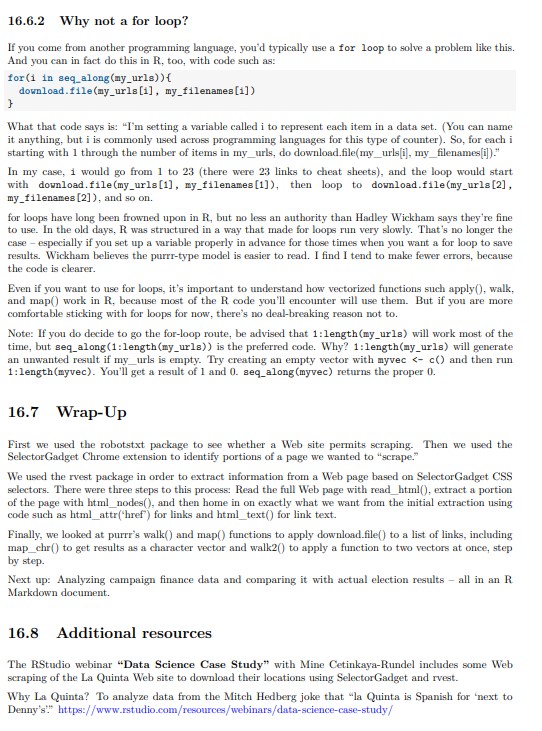 16.6.2 Why not a for loop?
If you come from another programming language, you'd typically use a for loop to solve a problem like this.
And you can in fact do this in R, too, with code such as:
for(i in seq_along(my_urls)){
  download.file(my_urls[i], my_filenames[i])
}
What that code says is: "I'm setting a variable called i to represent each item in a data set. (You can name
it anything, but i is commonly used across programming languages for this type of counter). So, for each i
starting with 1 through the number of items in my_urls, do download.file(my_urls[i], my_filenames[i])."
In my case, i would go from 1 to 23 (there were 23 links to cheat sheets), and the loop would start
with download.file(my_urls[1], my_filenames[1]), then loop to download.file(my_urls[2],
my_filenames[2]), and so on.
for loops have long been frowned upon in R, but no less an authority than Hadley Wickham says they're fine
to use. In the old days, R was structured in a way that made for loops run very slowly. That's no longer the
case – especially if you set up a variable properly in advance for those times when you want a for loop to save
results. Wickham believes the purrr-type model is easier to read. I find I tend to make fewer errors, because
the code is clearer.
Even if you want to use for loops, it's important to understand how vectorized functions such apply(), walk,
and map() work in R, because most of the R code you'll encounter will use them. But if you are more
comfortable sticking with for loops for now, there's no deal-breaking reason not to.
Note: If you do decide to go the for-loop route, be advised that 1:length(my_urls) will work most of the
time, but seq_along(1:length(my_urls)) is the preferred code. Why? 1:length(my_urls) will generate
an unwanted result if my_urls is empty. Try creating an empty vector with myvec <- c() and then run
1:length(myvec). You'll get a result of 1 and 0. seq_along(myvec) returns the proper 0.
16.7 Wrap-Up
First we used the robotstxt package to see whether a Web site permits scraping. Then we used the
SelectorGadget Chrome extension to identify portions of a page we wanted to "scrape."
We used the rvest package in order to extract information from a Web page based on SelectorGadget CSS
selectors. There were three steps to this process: Read the full Web page with read_html(), extract a portion
of the page with html_nodes(), and then home in on exactly what we want from the initial extraction using
code such as html_attr('href') for links and html_text() for link text.
Finally, we looked at purrr's walk() and map() functions to apply download.file() to a list of links, including
map_chr() to get results as a character vector and walk2() to apply a function to two vectors at once, step
by step.
Next up: Analyzing campaign finance data and comparing it with actual election results – all in an R
Markdown document.
16.8 Additional resources
The RStudio webinar "Data Science Case Study" with Mine Cetinkaya-Rundel includes some Web
scraping of the La Quinta Web site to download their locations using SelectorGadget and rvest.
Why La Quinta? To analyze data from the Mitch Hedberg joke that "la Quinta is Spanish for 'next to
Denny's'." https://www.rstudio.com/resources/webinars/data-science-case-study/